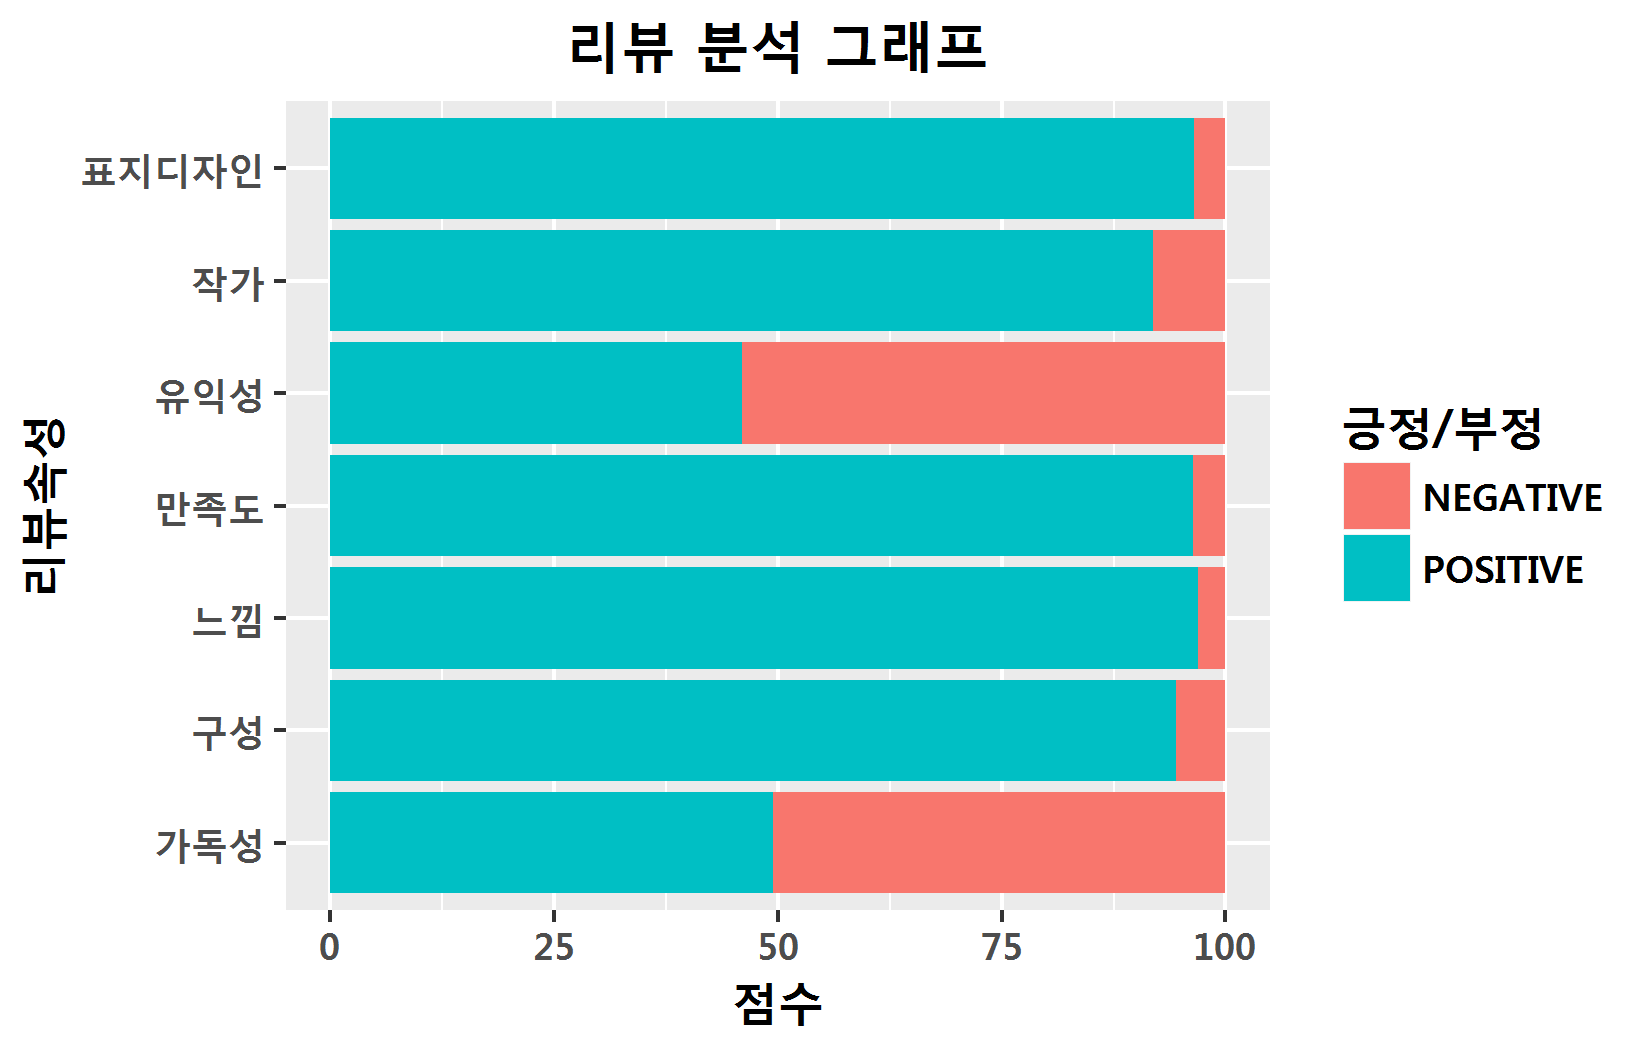 리뷰 분석 그래프
표지디자인
작가
유익성
만족도
느낌
구성
가독성
리뷰속성
0 25 50 75 100
점수
긍정/부정
NEGATIVE
POSITIVE